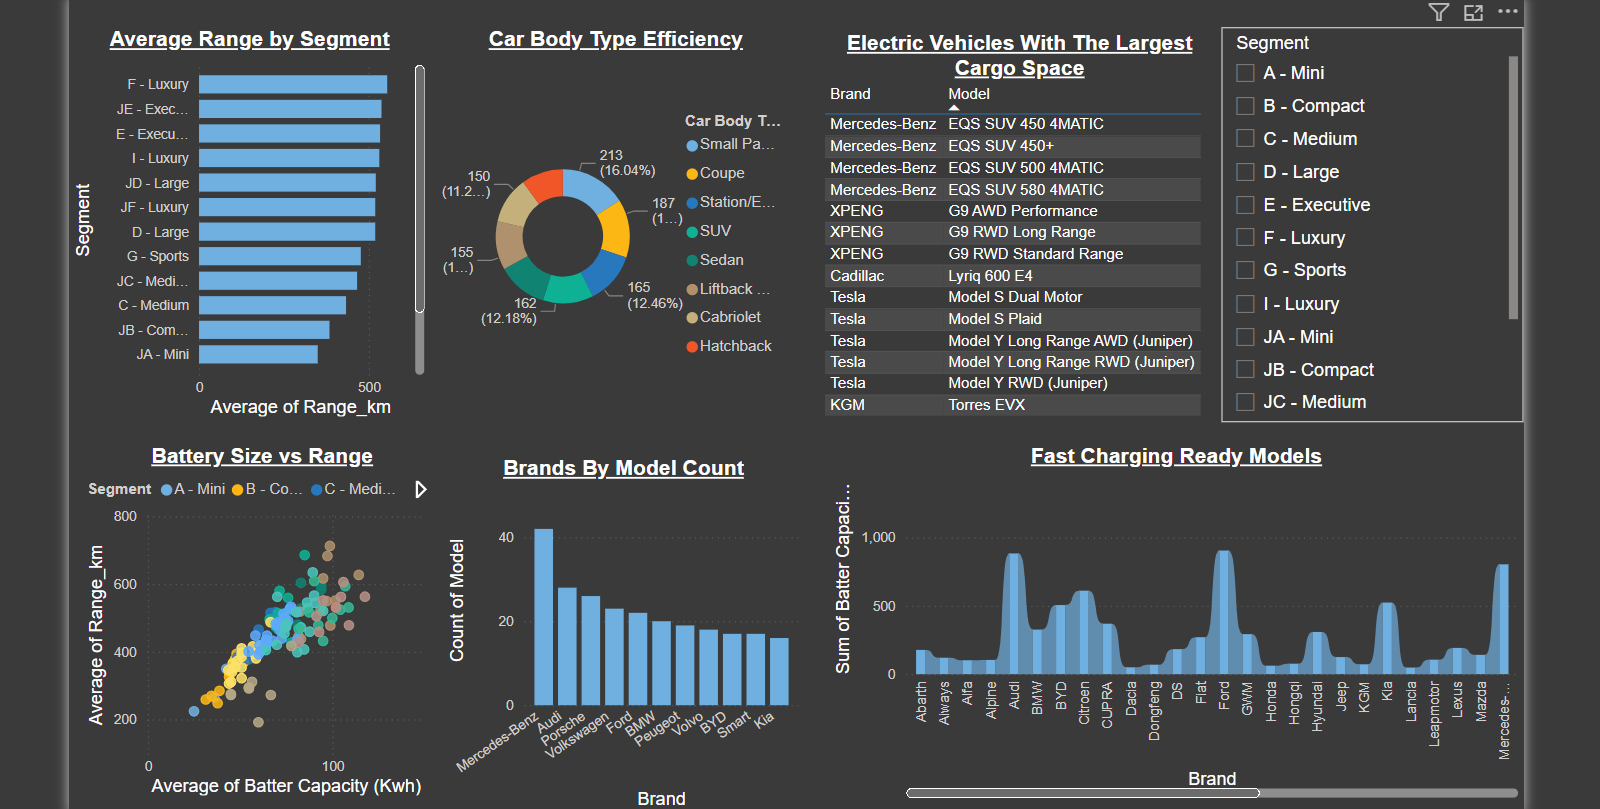 Average Range by Segment
Segment
F - Luxury
JE - Exec...
E - Execu...
I - Luxury
JD - Large
JF - Luxury
D - Large
G - Sports
JC - Medi...
C - Medium
JB - Com...
JA - Mini
0
500
Average of Range_km
Car Body Type Efficiency
213
(16.04%)
187
(1...)
165
(12.46%)
162
(12.18%)
155
(1...)
150
(11.2...)
Car Body T...
Small Pa...
Coupe
Station/E...
SUV
Sedan
Liftback ...
Cabriolet
Hatchback
Electric Vehicles With The Largest
Cargo Space
Brand Model
Mercedes-Benz EQS SUV 450 4MATIC
Mercedes-Benz EQS SUV 450+
Mercedes-Benz EQS SUV 500 4MATIC
Mercedes-Benz EQS SUV 580 4MATIC
XPENG G9 AWD Performance
XPENG G9 RWD Long Range
XPENG G9 RWD Standard Range
Cadillac Lyriq 600 E4
Tesla Model S Dual Motor
Tesla Model S Plaid
Tesla Model Y Long Range AWD (Juniper)
Tesla Model Y Long Range RWD (Juniper)
Tesla Model Y RWD (Juniper)
KGM Torres EVX
Segment
A - Mini
B - Compact
C - Medium
D - Large
E - Executive
F - Luxury
G - Sports
I - Luxury
JA - Mini
JB - Compact
JC - Medium
Battery Size vs Range
Segment A - Mini B - Co... C - Medi...
Average of Range_km
800
600
400
200
0
100
Average of Batter Capacity (Kwh)
Brands By Model Count
Count of Model
40
20
0
Mercedes-Benz
Audi
Porsche
Volkswagen
Ford
BMW
Peugeot
Volvo
BYD
Smart
Kia
Brand
Fast Charging Ready Models
Sum of Batter Capaci...
1,000
500
0
Abarth
Aiways
Alfa
Alpine
Audi
BMW
BYD
Citroen
CUPRA
Dacia
Dongfeng
DS
Fiat
Ford
GWM
Honda
Hongqi
Hyundai
Jeep
KGM
Kia
Lancia
Leapmotor
Lexus
Mazda
Mercedes-...
Brand